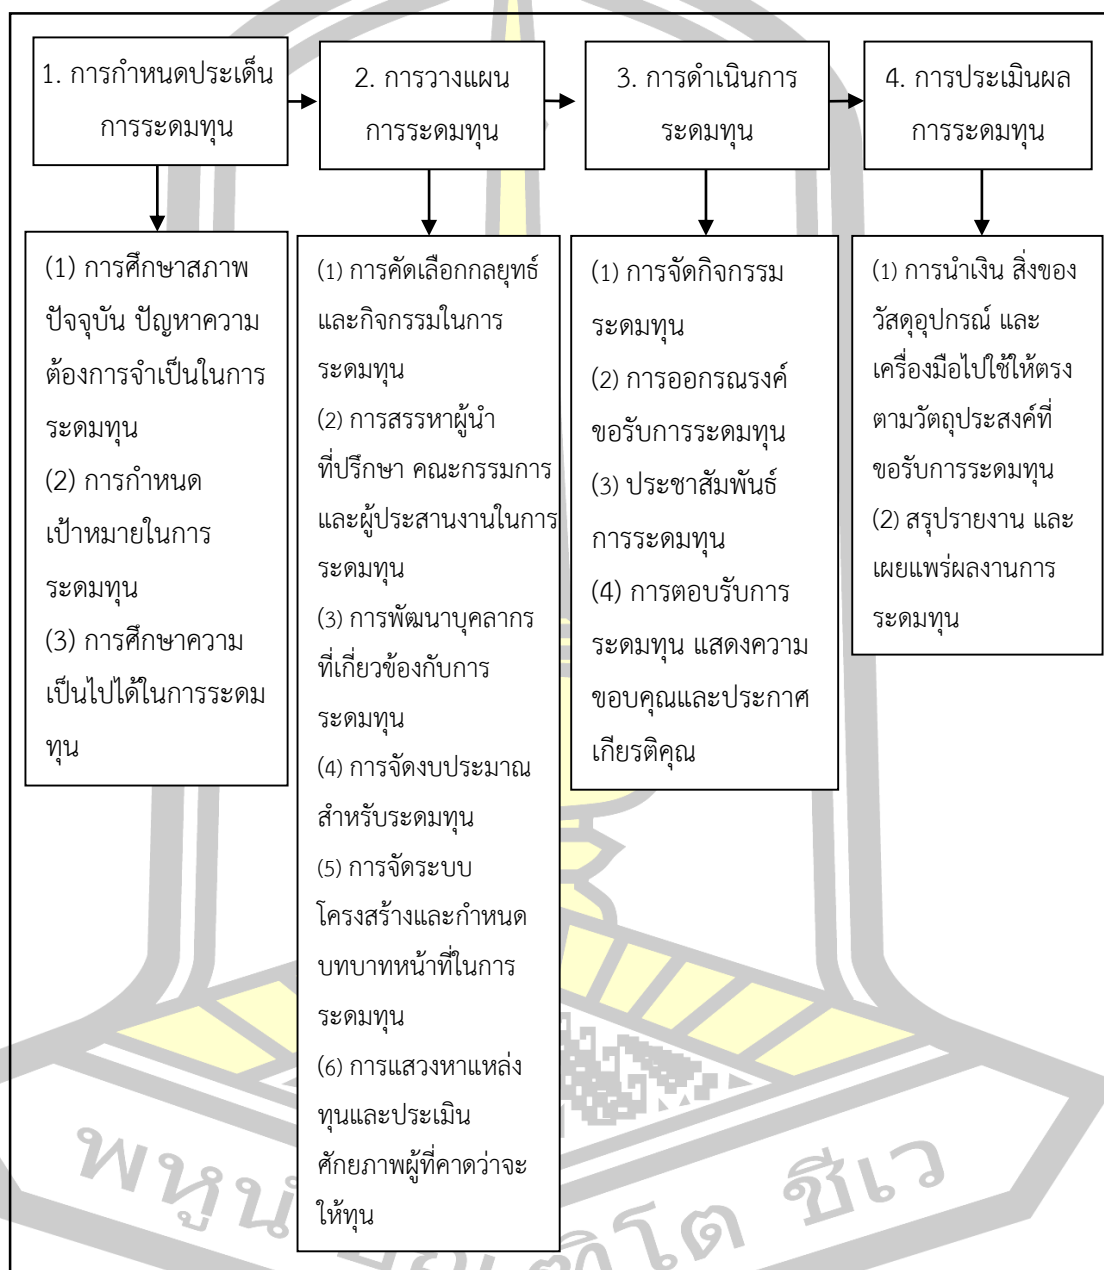 1. การกำหนดประเด็น
การระดมทุน
2. การวางแผน
การระดมทุน
3. การดำเนินการ
ระดมทุน
4. การประเมินผล
การระดมทุน
(1) การศึกษาสภาพ
ปัจจุบัน ปัญหาความ
ต้องการจำเป็นในการ
ระดมทุน
(2) การกำหนด
เป้าหมายในการ
ระดมทุน
(3) การศึกษาความ
เป็นไปได้ในการระดม
ทุน
(1) การคัดเลือกกลยุทธ์
และกิจกรรมในการ
ระดมทุน
(2) การสรรหาผู้นำ
ที่ปรึกษา คณะกรรมการ
และผู้ประสานงานในการ
ระดมทุน
(3) การพัฒนาบุคลากร
ที่เกี่ยวข้องกับการ
ระดมทุน
(4) การจัดงบประมาณ
สำหรับระดมทุน
(5) การจัดระบบ
โครงสร้างและกำหนด
บทบาทหน้าที่ในการ
ระดมทุน
(6) การแสวงหาแหล่ง
ทุนและประเมิน
ศักยภาพผู้ที่คาดว่าจะ
ให้ทุน
(1) การจัดกิจกรรม
ระดมทุน
(2) การออกรณรงค์
ขอรับการระดมทุน
(3) ประชาสัมพันธ์
การระดมทุน
(4) การตอบรับการ
ระดมทุน แสดงความ
ขอบคุณและประกาศ
เกียรติคุณ
(1) การนำเงิน สิ่งของ
วัสดุอุปกรณ์ และ
เครื่องมือไปใช้ให้ตรง
ตามวัตถุประสงค์ที่
ขอรับการระดมทุน
(2) สรุปรายงาน และ
เผยแพร่ผลงานการ
ระดมทุน
ชีเว